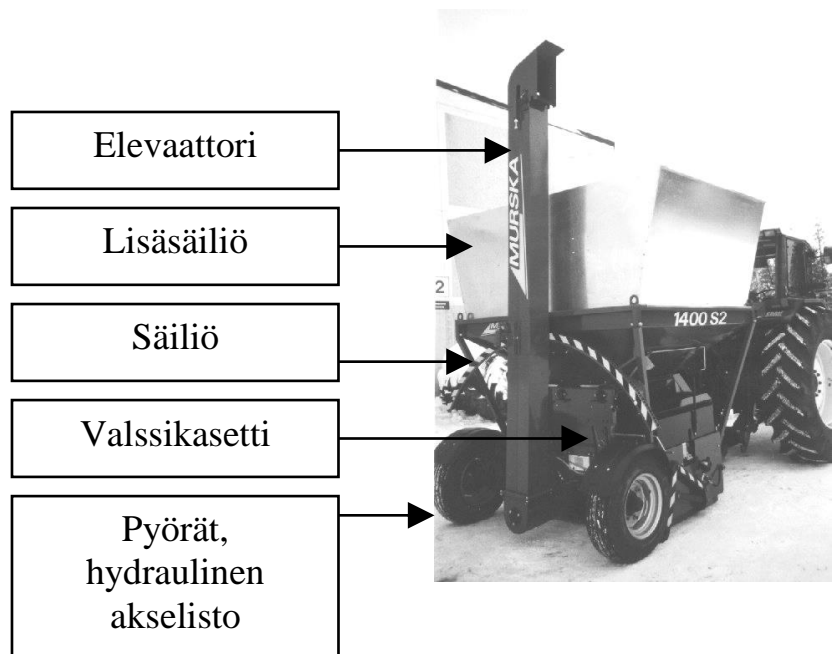 Elevaattori
Lisäsäiliö
Säiliö
Valssikasetti
Pyörät,
hydraulinen
akselisto
MURSKA
2
1400 S2